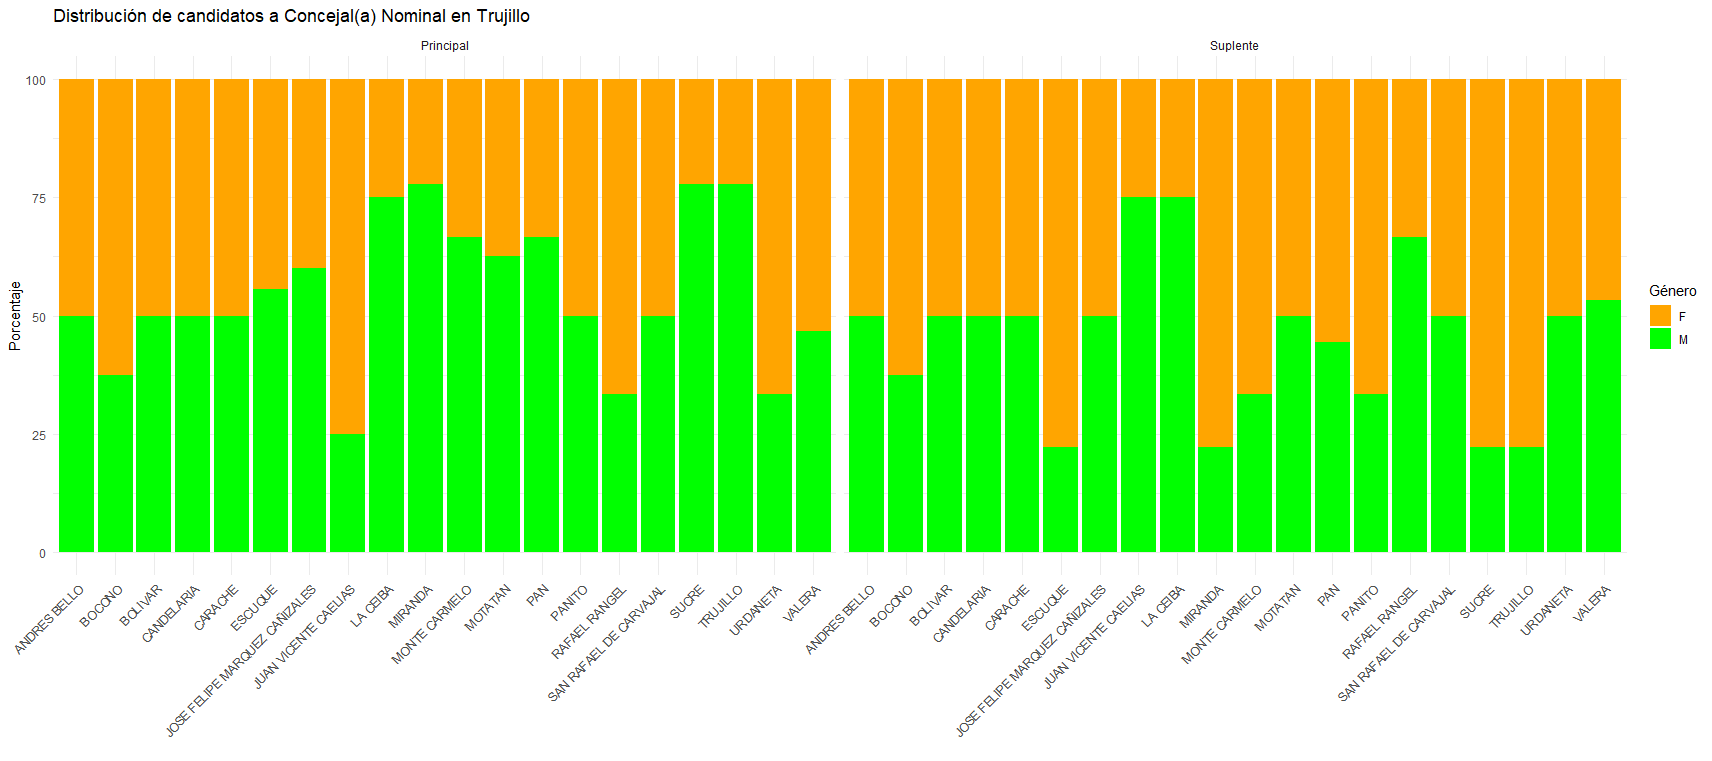 Distribución de candidatos a Concejal(a) Nominal en Trujillo
Principal
Suplente
Porcentaje
100
75
50
25
0
ANDRES BELLO
BOCONO
BOLIVAR
CANDELARIA
CARACHE
ESCUQUE
JOSE FELIPE MARQUEZ CAÑIZALES
JUAN VICENTE CAELIAS
LA CEIBA
MIRANDA
MONTE CARMELO
MOTATAN
PAN
PANITO
RAFAEL RANGEL
SAN RAFAEL DE CARVAJAL
SUCRE
TRUJILLO
URDANETA
VALERA
ANDRES BELLO
BOCONO
BOLIVAR
CANDELARIA
CARACHE
ESCUQUE
JOSE FELIPE MARQUEZ CAÑIZALES
JUAN VICENTE CAELIAS
LA CEIBA
MIRANDA
MONTE CARMELO
MOTATAN
PAN
PANITO
RAFAEL RANGEL
SAN RAFAEL DE CARVAJAL
SUCRE
TRUJILLO
URDANETA
VALERA
Género
F
M